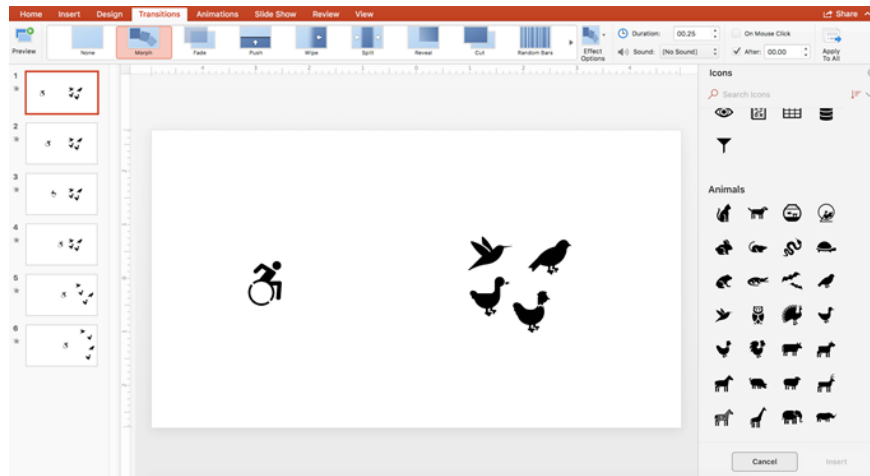 Home Insert Design Transitions Animations Slide Show Review View Share
Preview
None
Morph
Fade
Push
Wipe
Split
Reveal
Cut
Random Bars
Effect
Options
Duration: 00.25
Sound: [No Sound]
On Mouse Click
After: 00.00
Apply
To All
1
2
3
4
5
6
Icons
Search Icons
Animals
Cancel
Insert